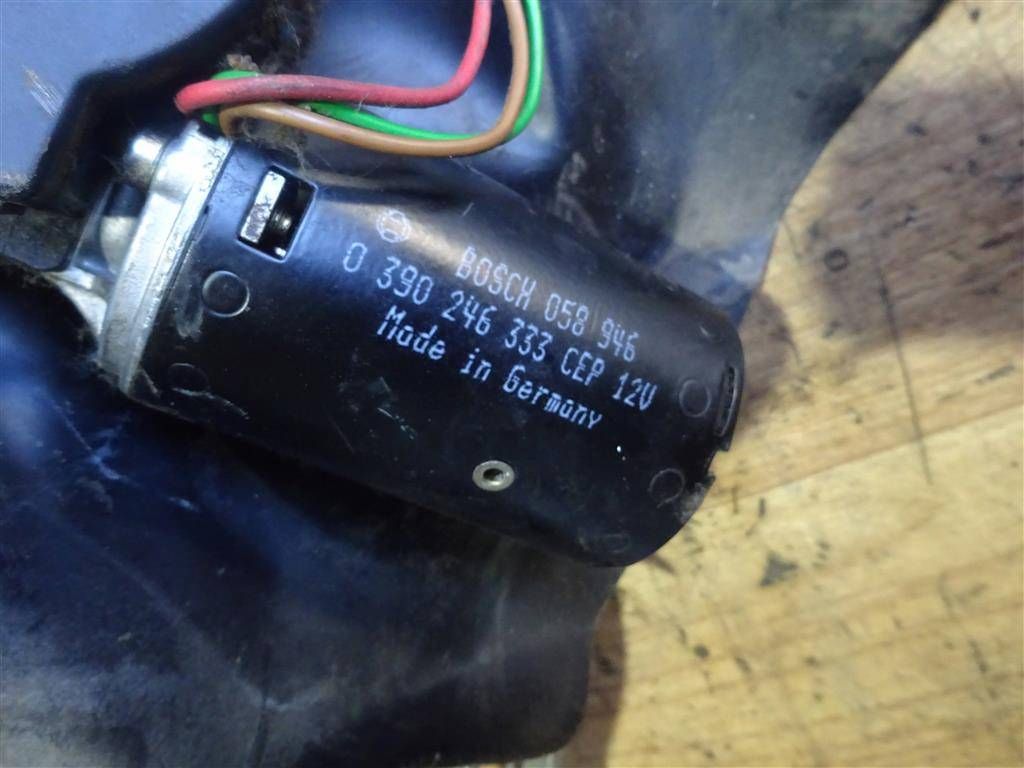 BOSCH 058 946
0 390 246 333 CEP 12V
Made in Germany